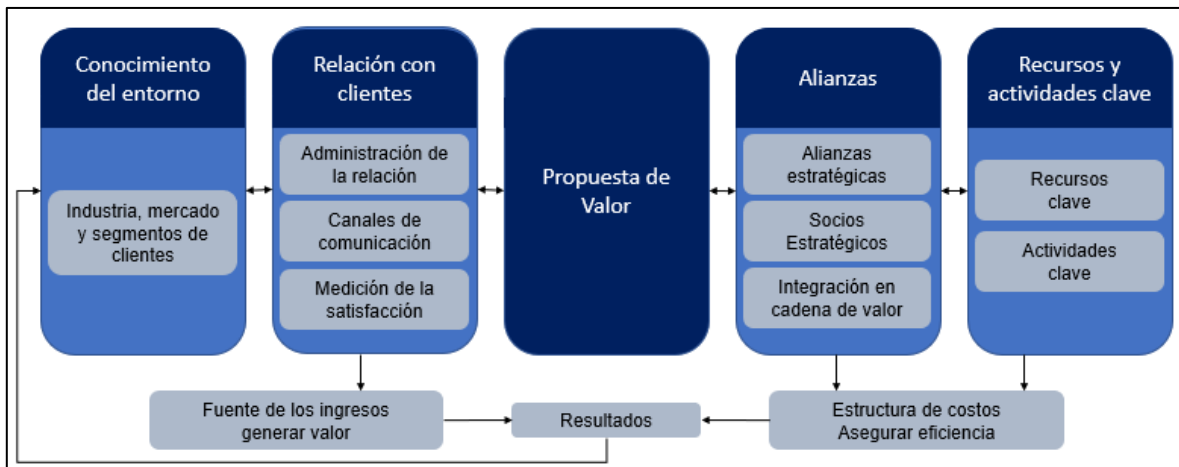 Conocimiento
del entorno
Industria, mercado
y segmentos de
clientes
Relación con
clientes
Administración de
la relación
Canales de
comunicación
Medición de la
satisfacción
Propuesta de
Valor
Alianzas
Alianzas
estratégicas
Socios
Estratégicos
Integración en
cadena de valor
Recursos y
actividades clave
Recursos
clave
Actividades
clave
Fuente de los ingresos
generar valor
Resultados
Estructura de costos
Asegurar eficiencia